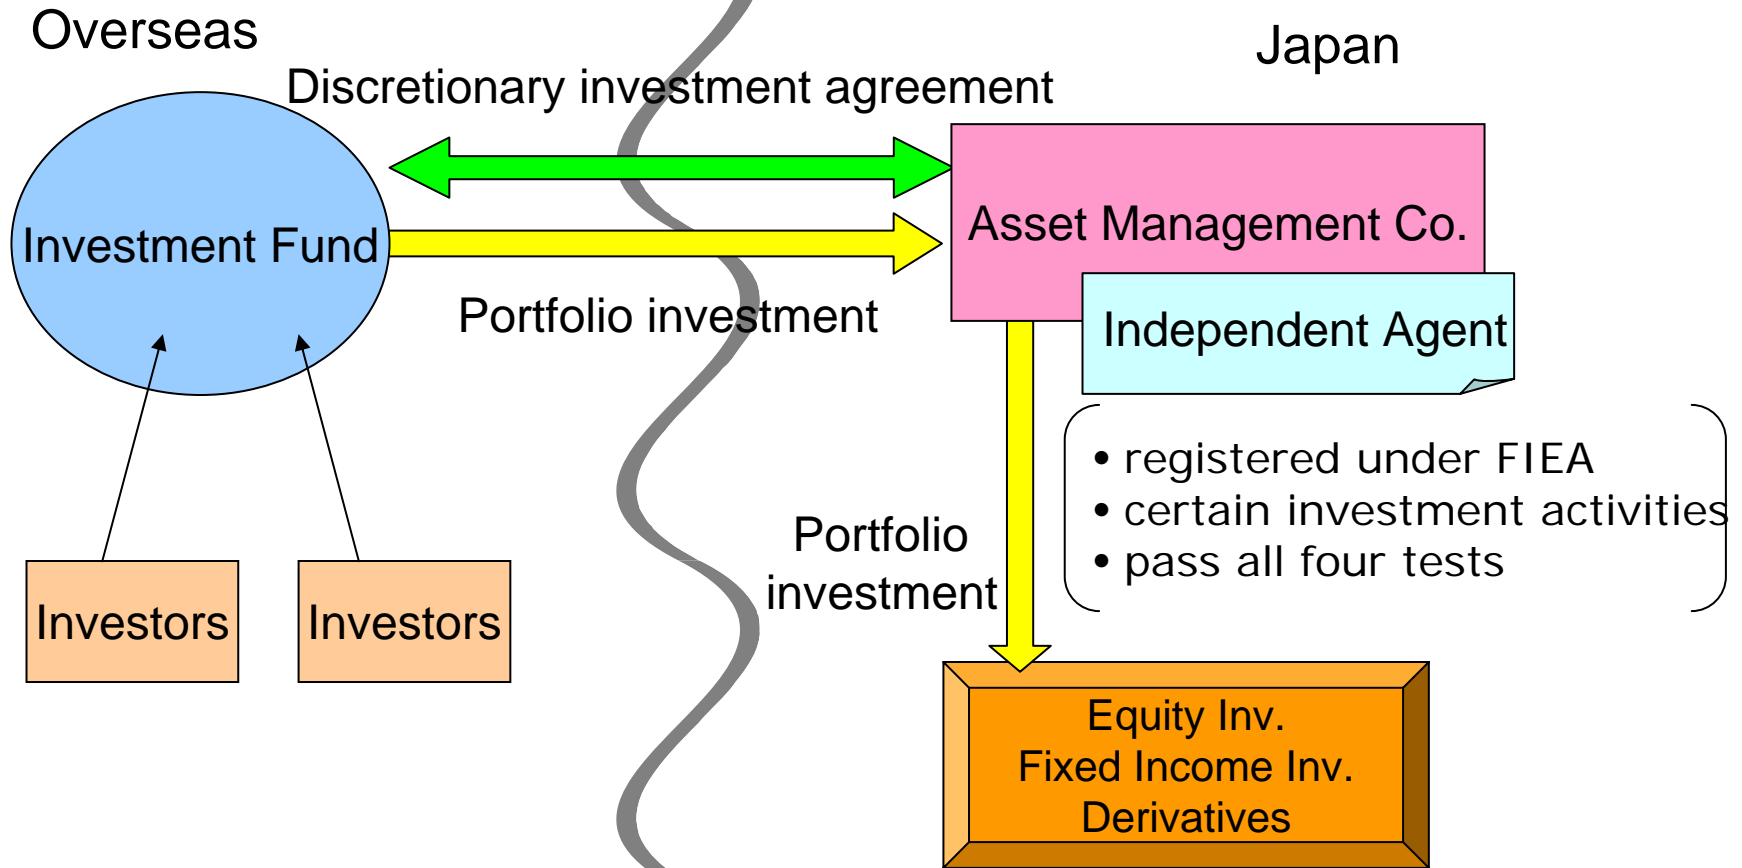 Overseas
Japan
Discretionary investment agreement
Investment Fund
Asset Management Co.
Portfolio investment
Independent Agent
• registered under FIEA
• certain investment activities
• pass all four tests
Portfolio
investment
Investors
Investors
Equity Inv.
Fixed Income Inv.
Derivatives